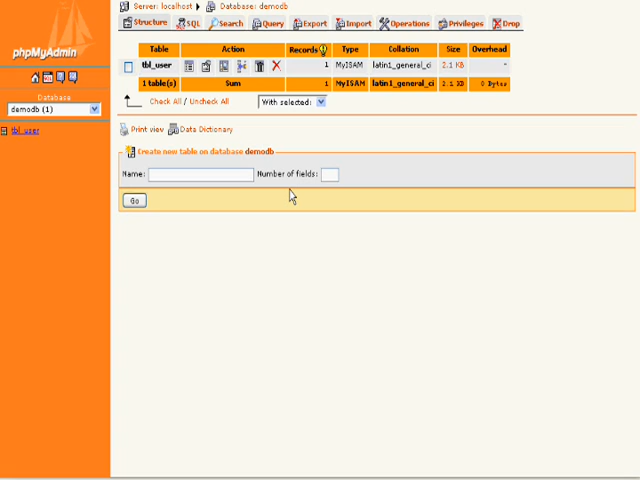 Server: localhost Database: demodb
Structure SQL Search Query Export Import Operations Privileges Drop
phpMyAdmin
Database
demodb (1)
tbl_user
Table Action Records Type Collation Size Overhead
tbl_user 1 MyISAM latin1_general_ci 2.1 KB -
1 table(s) Sum 1 MyISAM latin1_general_ci 2.1 KB 0 Bytes
Check All / Uncheck All With selected:
Print view Data Dictionary
Create new table on database demodb
Name: Number of fields:
Go